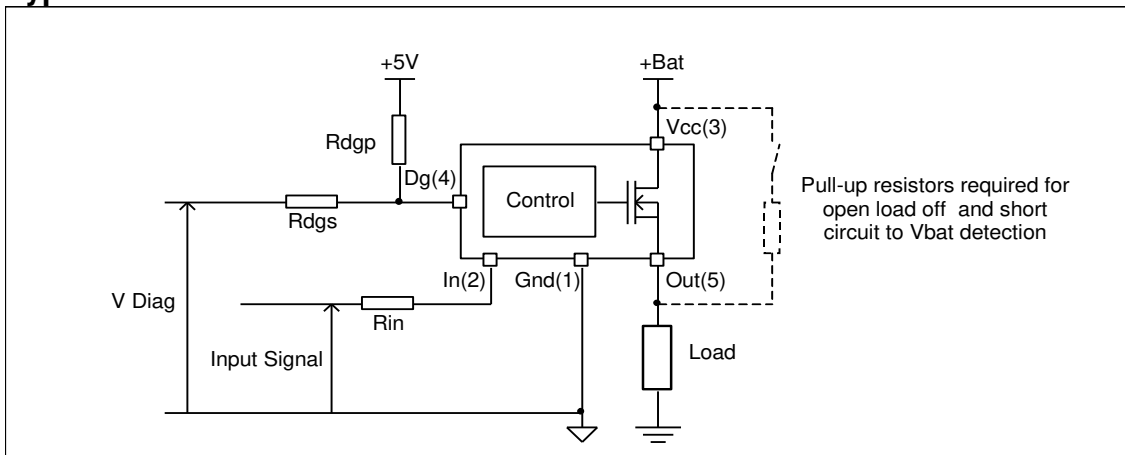 +5V
+Bat
Rdgp
Vcc(3)
Dg(4)
Control
Rdgs
Pull-up resistors required for
open load off and short
circuit to Vbat detection
In(2)
Gnd(1)
Out(5)
V Diag
Rin
Input Signal
Load